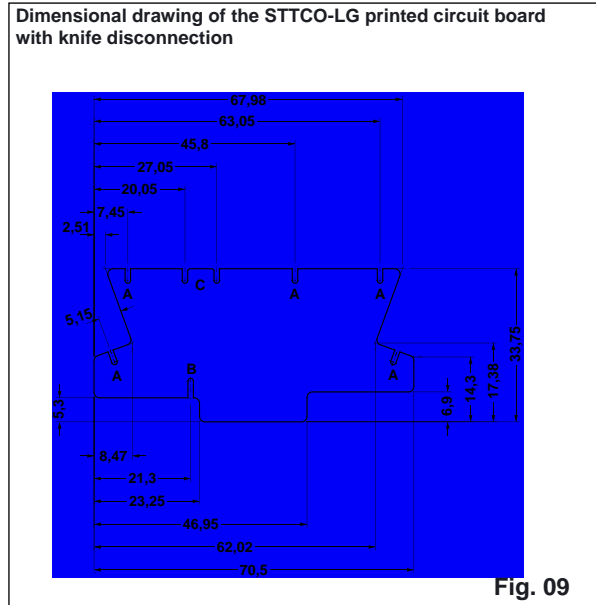 Dimensional drawing of the STTCO-LG printed circuit board
with knife disconnection
67,98
63.05
45,8
27.05
20.05
7,45
2,51
C
A
A
A
5,15
33,75
17,38
14,3
A
B
A
6,9
5,3
8,47
21,3
23,25
46,95
62,02
70,5
Fig. 09